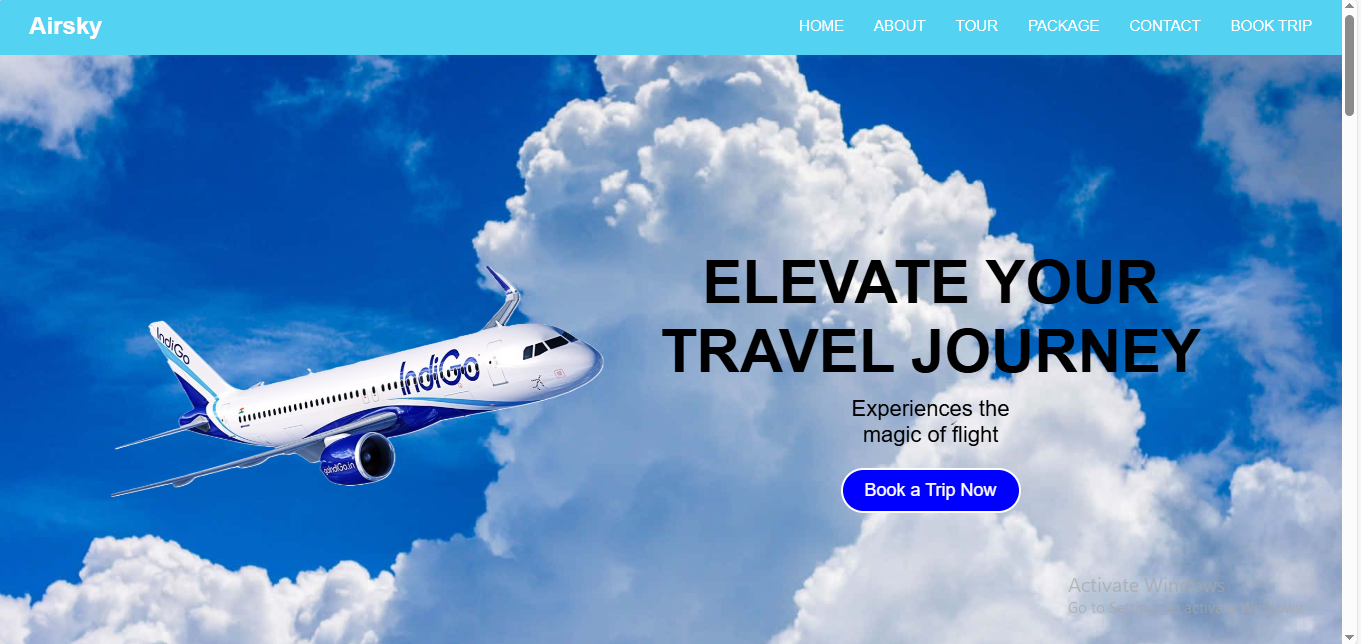 Airsky
HOME ABOUT TOUR PACKAGE CONTACT BOOK TRIP
ELEVATE YOUR
TRAVEL JOURNEY
IndiGo
IndiGo
goIndiGo.in
Experiences the
magic of flight
Book a Trip Now
Activate Windows
Go to Settings to activate Windows.